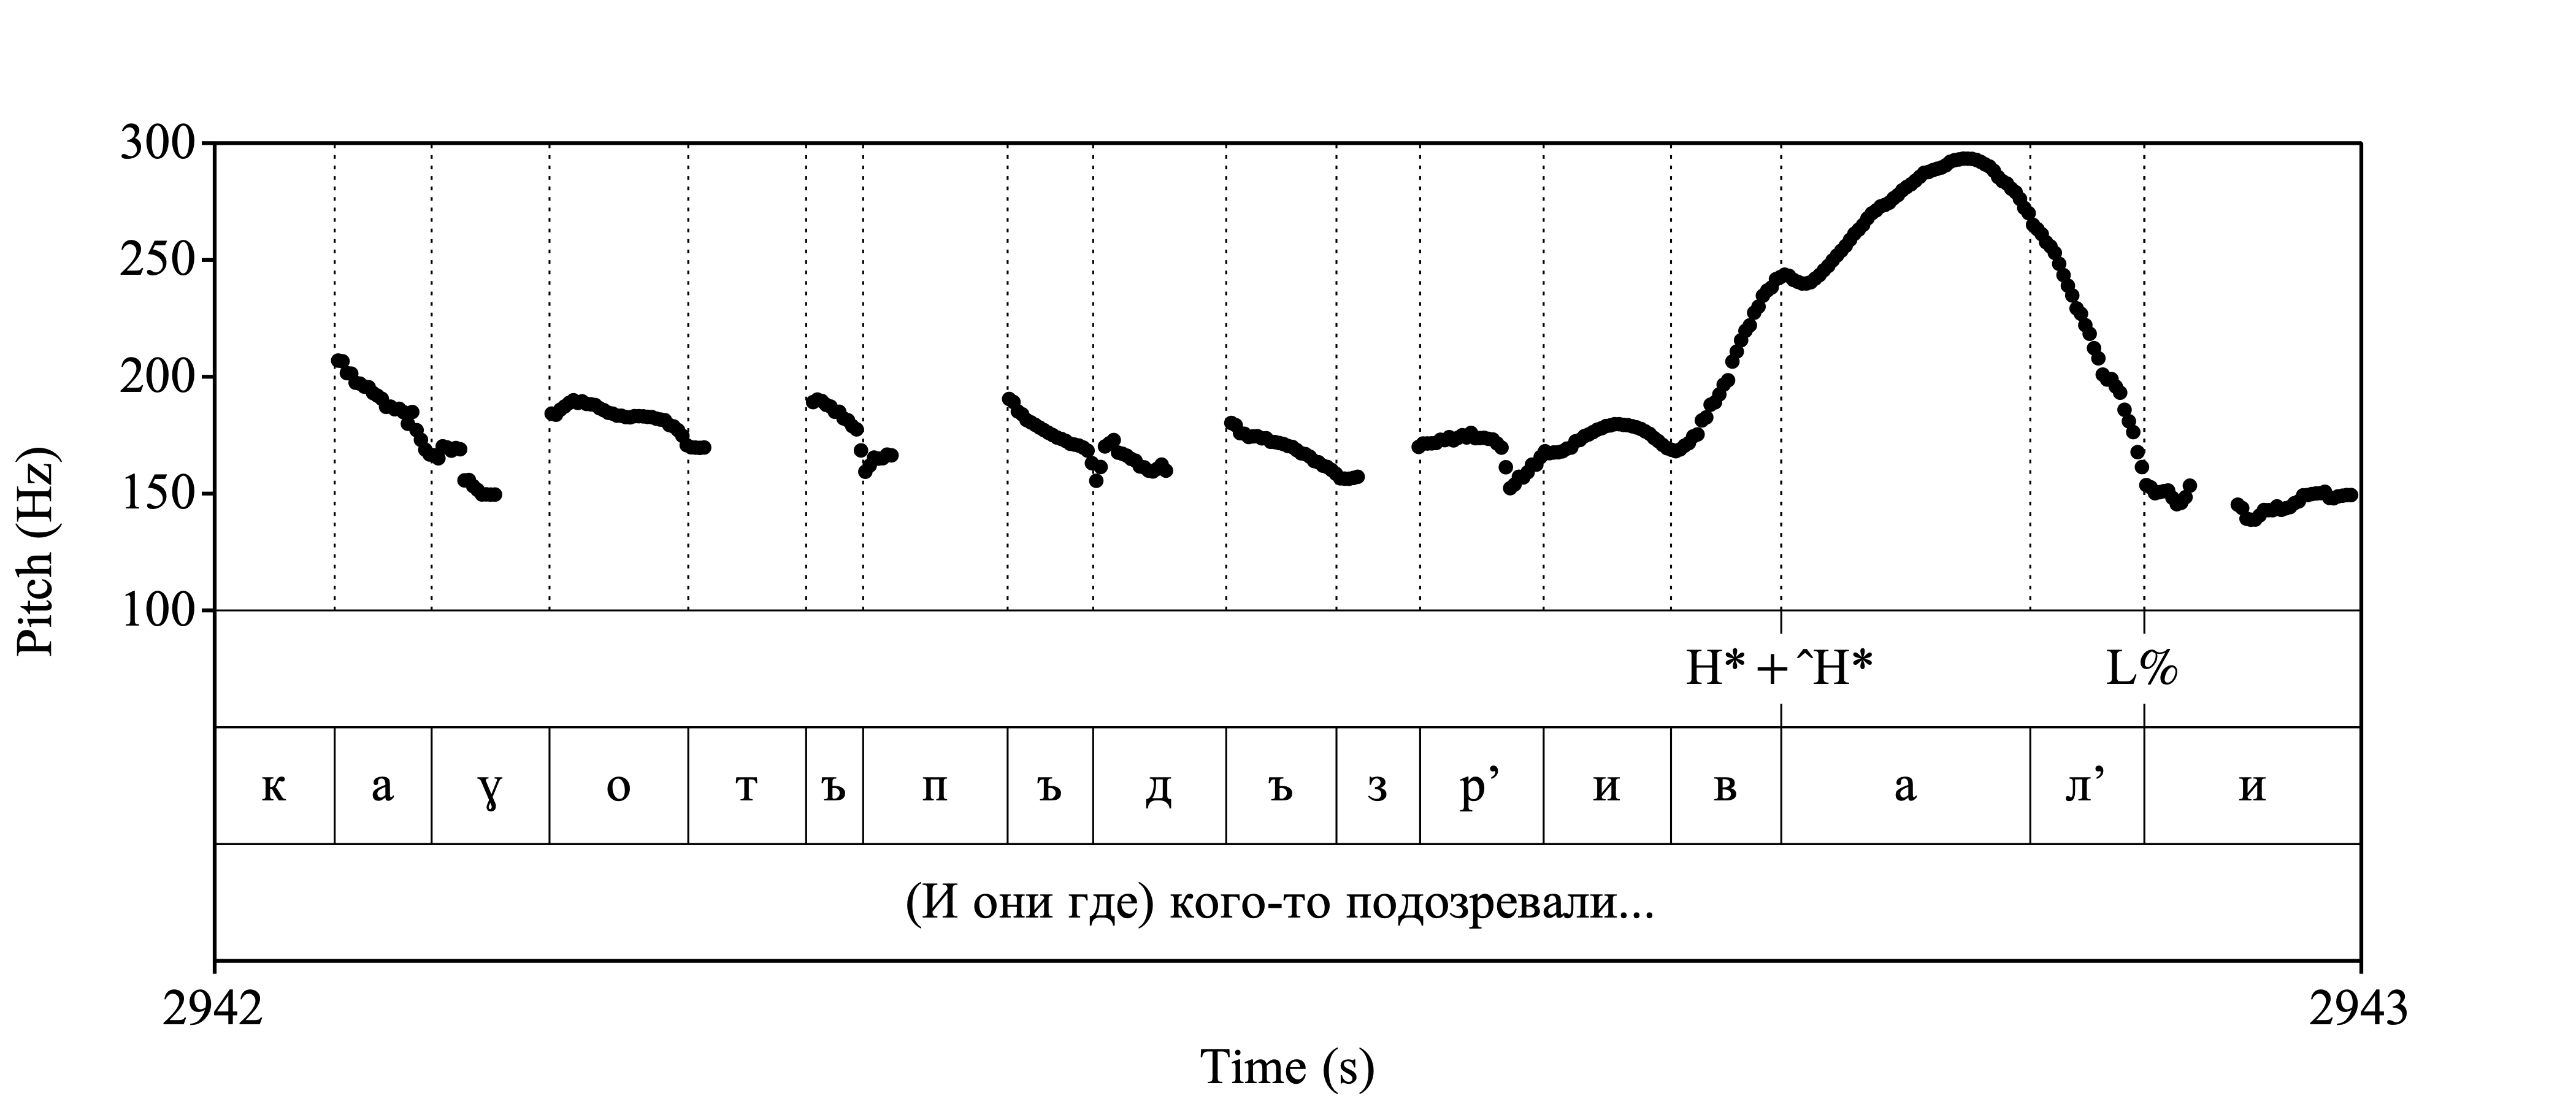 300
250
200
150
100
Pitch (Hz)
H* + ˆH* L%
к а ɣ о т ъ п ъ д ъ з р’ и в а л’ и
(И они где) кого-то подозревали...
2942 2943
Time (s)